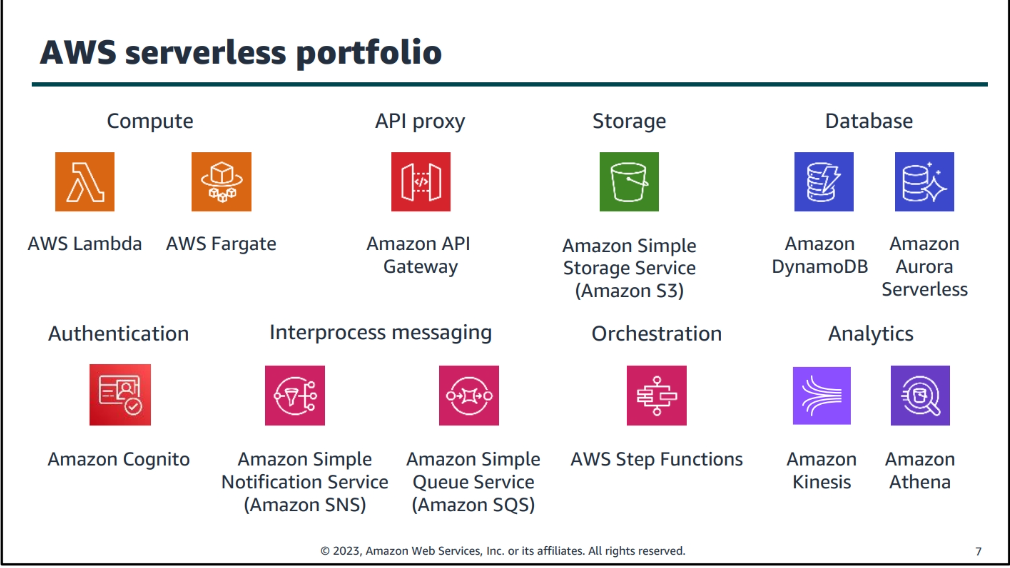 AWS serverless portfolio
Compute
API proxy
Storage
Database
AWS Lambda
AWS Fargate
Amazon API
Gateway
Amazon Simple
Storage Service
(Amazon S3)
Amazon
DynamoDB
Amazon
Aurora
Serverless
Authentication
Interprocess messaging
Orchestration
Analytics
Amazon Cognito
Amazon Simple
Notification Service
(Amazon SNS)
Amazon Simple
Queue Service
(Amazon SQS)
AWS Step Functions
Amazon
Kinesis
Amazon
Athena
© 2023, Amazon Web Services, Inc. or its affiliates. All rights reserved.
7